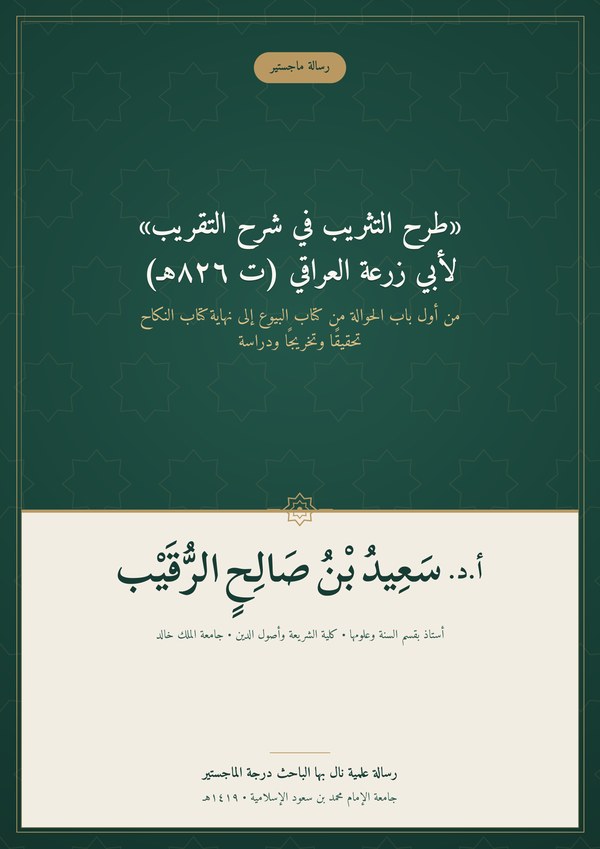 رسالة ماجستير
«طرح التثريب في شرح التقريب»
لأبي زرعة العراقي (ت ٨٢٦هـ)
من أول باب الحوالة من كتاب البيوع إلى نهاية كتاب النكاح
تحقيقًا وتخريجًا ودراسة
أ.د. سَعِيدُ بْنُ صَالِحٍ الرُّقَيْب
أستاذ بقسم السنة وعلومها • كلية الشريعة وأصول الدين • جامعة الملك خالد
رسالة علمية نال بها الباحث درجة الماجستير
جامعة الإمام محمد بن سعود الإسلامية • ١٤١٩هـ